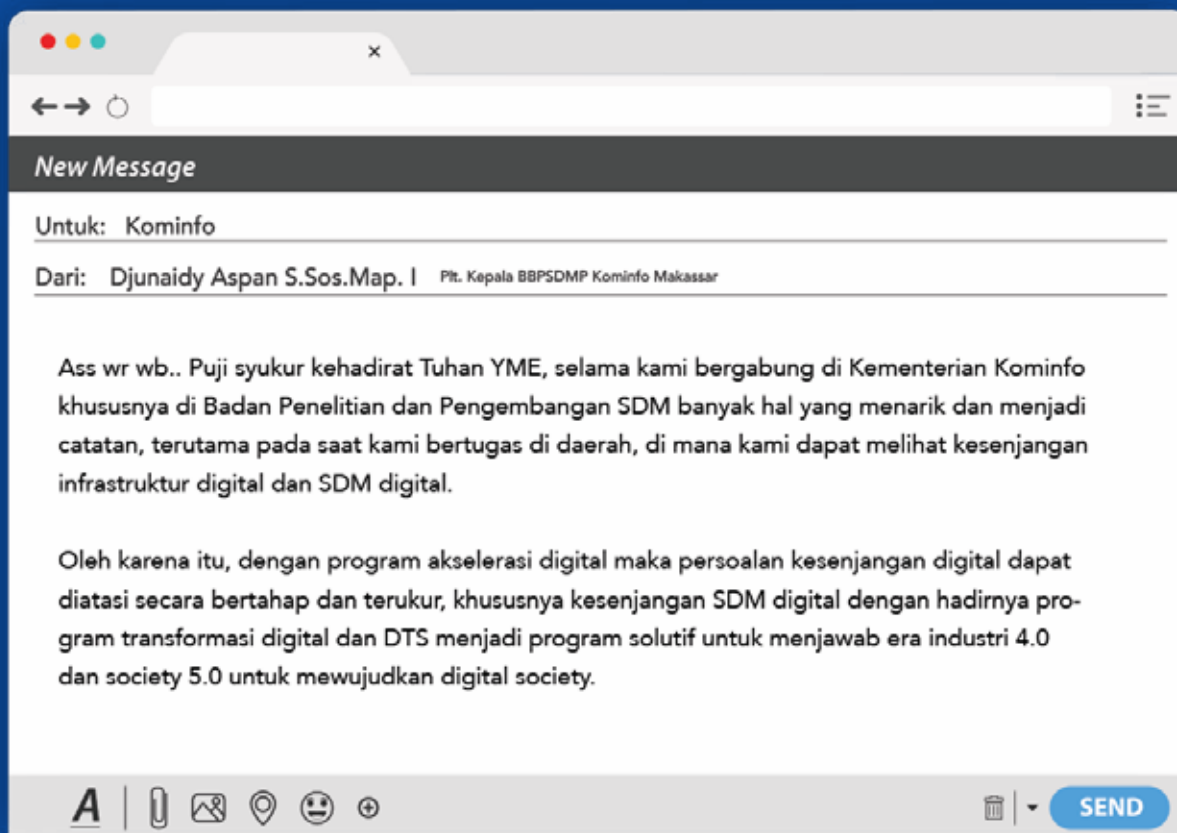 New Message
Untuk: Kominfo
Dari: Djunaidy Aspan S.Sos.Map. I Plt. Kepala BBPSDMP Kominfo Makassar
Ass wr wb.. Puji syukur kehadirat Tuhan YME, selama kami bergabung di Kementerian Kominfo
khususnya di Badan Penelitian dan Pengembangan SDM banyak hal yang menarik dan menjadi
catatan, terutama pada saat kami bertugas di daerah, di mana kami dapat melihat kesenjangan
infrastruktur digital dan SDM digital.
Oleh karena itu, dengan program akselerasi digital maka persoalan kesenjangan digital dapat
diatasi secara bertahap dan terukur, khususnya kesenjangan SDM digital dengan hadirnya pro-
gram transformasi digital dan DTS menjadi program solutif untuk menjawab era industri 4.0
dan society 5.0 untuk mewujudkan digital society.
A
SEND